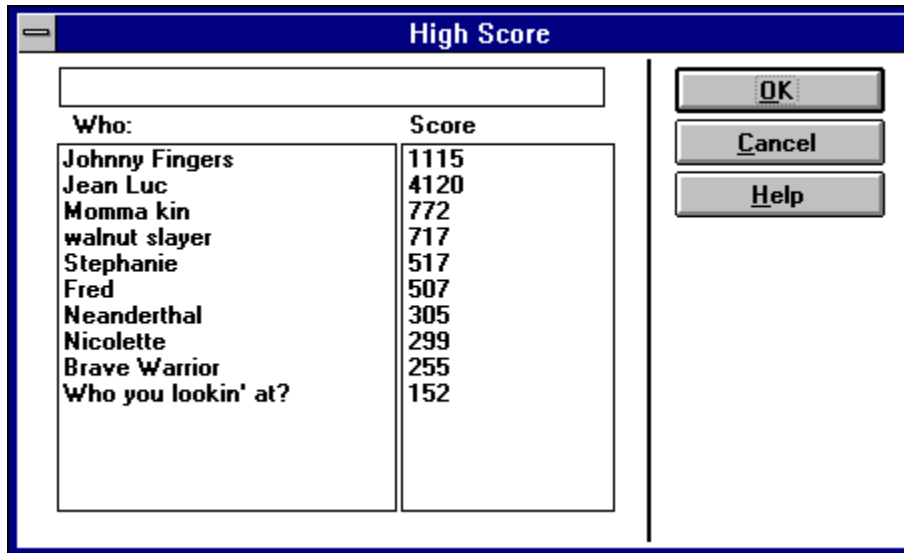 High Score
OK
Who: Score
Cancel
Johnny Fingers 1115
Jean Luc 4120
Help
Momma kin 772
walnut slayer 717
Stephanie 517
Fred 507
Neanderthal 305
Nicolette 299
Brave Warrior 255
Who you lookin' at? 152